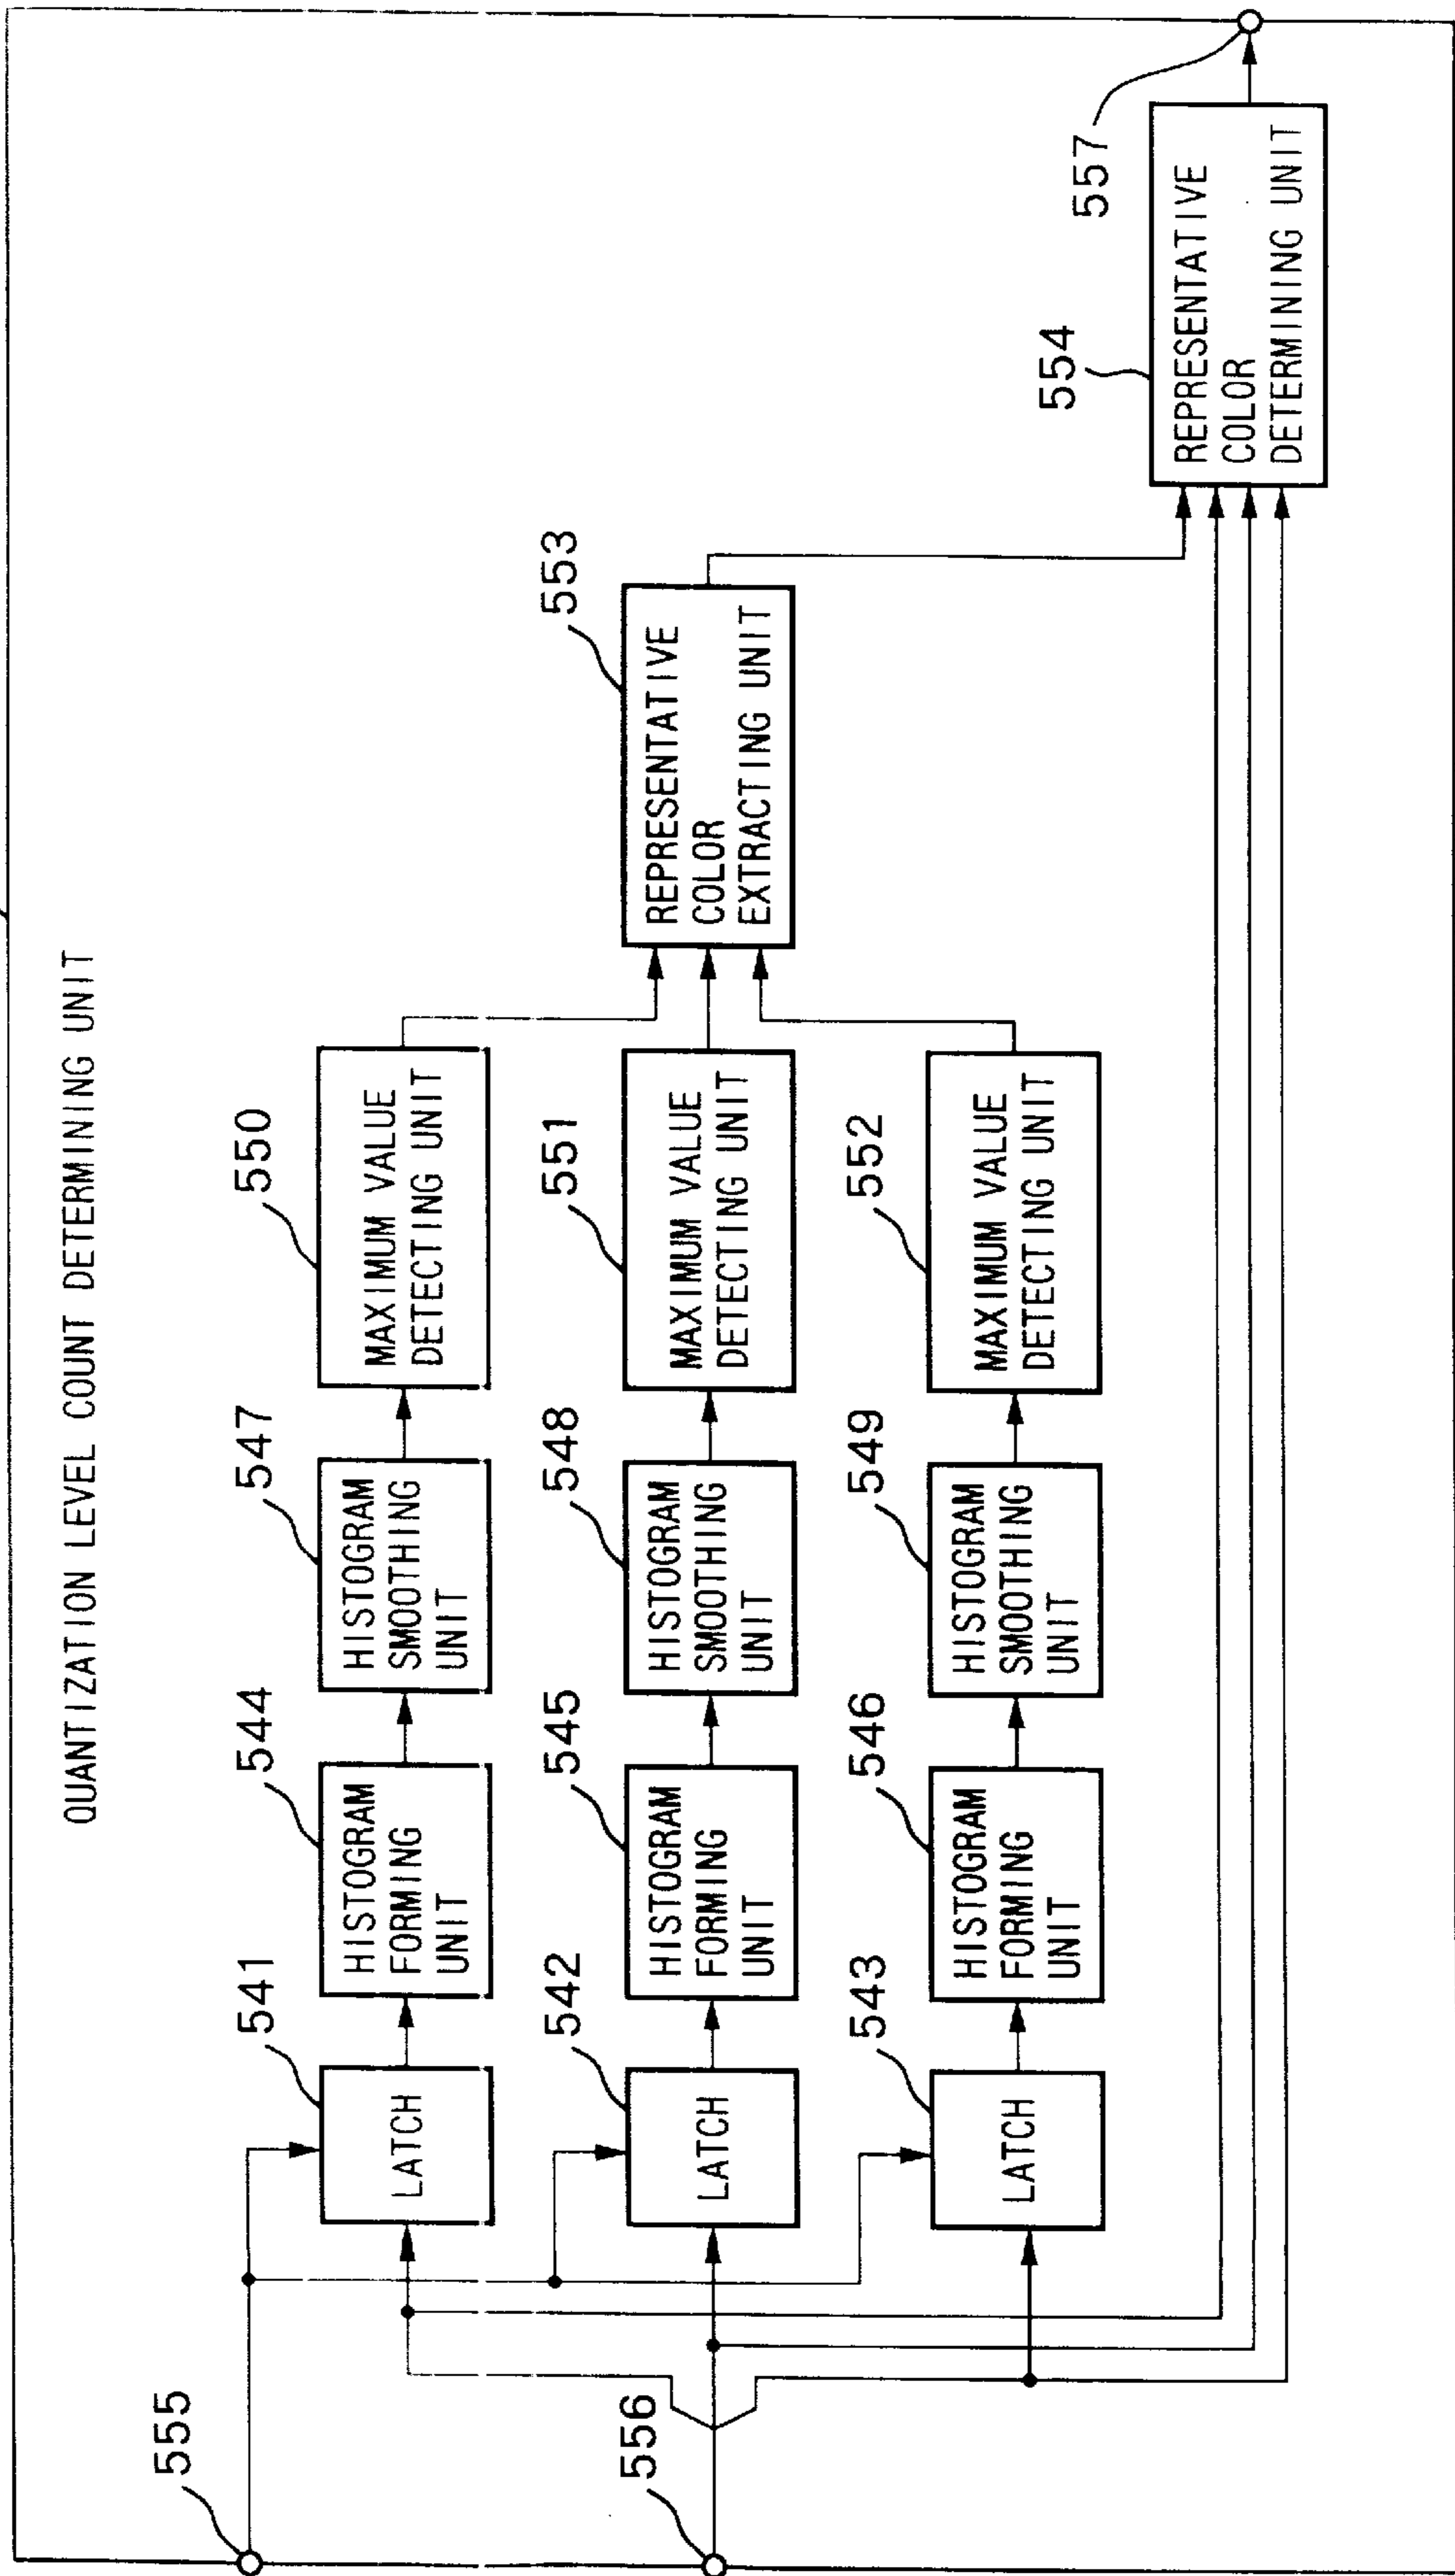 QUANTIZATION LEVEL COUNT DETERMINING UNIT
555
556
541
LATCH
544
HISTOGRAM
FORMING
UNIT
547
HISTOGRAM
SMOOTHING
UNIT
550
MAXIMUM VALUE
DETECTING UNIT
542
LATCH
545
HISTOGRAM
FORMING
UNIT
548
HISTOGRAM
SMOOTHING
UNIT
551
MAXIMUM VALUE
DETECTING UNIT
543
LATCH
546
HISTOGRAM
FORMING
UNIT
549
HISTOGRAM
SMOOTHING
UNIT
552
MAXIMUM VALUE
DETECTING UNIT
553
REPRESENTATIVE
COLOR
EXTRACTING UNIT
554
REPRESENTATIVE
COLOR
DETERMINING UNIT
557